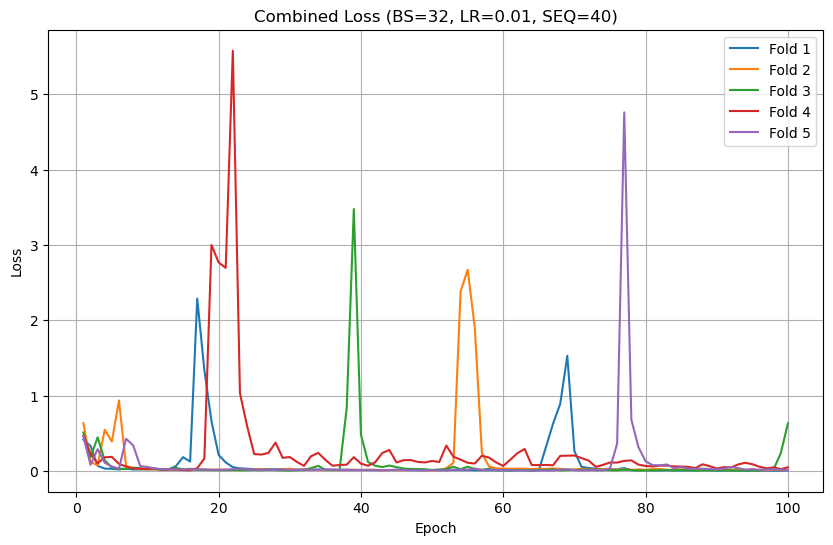 Combined Loss (BS=32, LR=0.01, SEQ=40)
Fold 1
Fold 2
Fold 3
Fold 4
Fold 5
Loss
5
4
3
2
1
0
0 20 40 60 80 100
Epoch